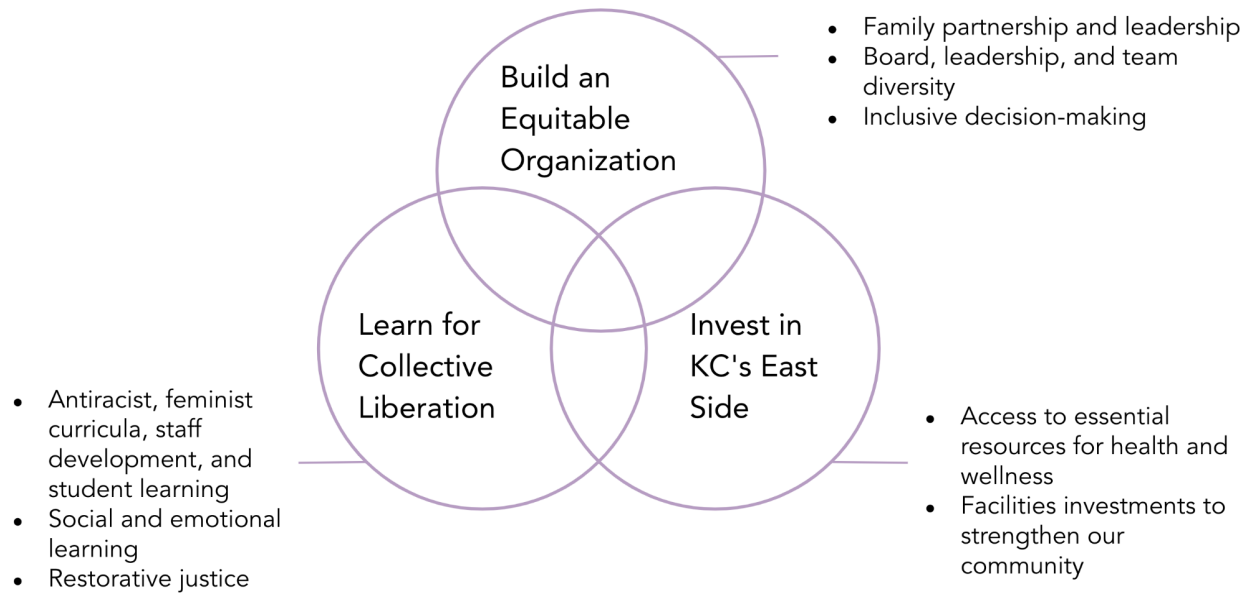 Build an
Equitable
Organization
• Family partnership and leadership
• Board, leadership, and team
diversity
• Inclusive decision-making
Learn for
Collective
Liberation
• Antiracist, feminist
curricula, staff
development, and
student learning
• Social and emotional
learning
• Restorative justice
Invest in
KC's East
Side
• Access to essential
resources for health and
wellness
• Facilities investments to
strengthen our
community